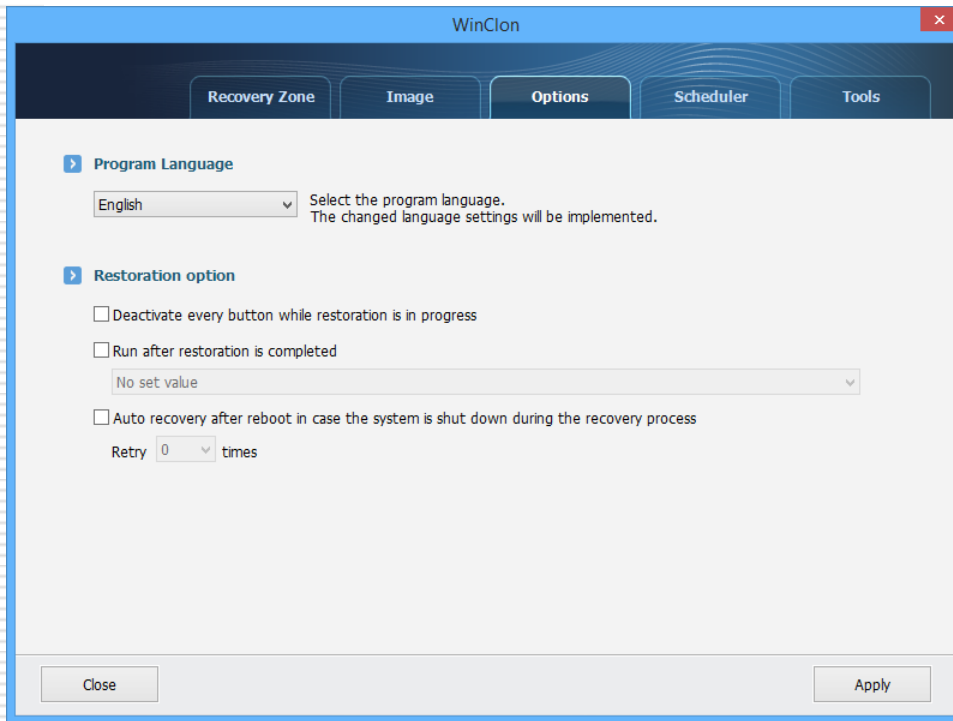 WinClon
Recovery Zone Image Options Scheduler Tools
Program Language
English
Select the program language.
The changed language settings will be implemented.
Restoration option
Deactivate every button while restoration is in progress
Run after restoration is completed
No set value
Auto recovery after reboot in case the system is shut down during the recovery process
Retry 0 times
Close Apply